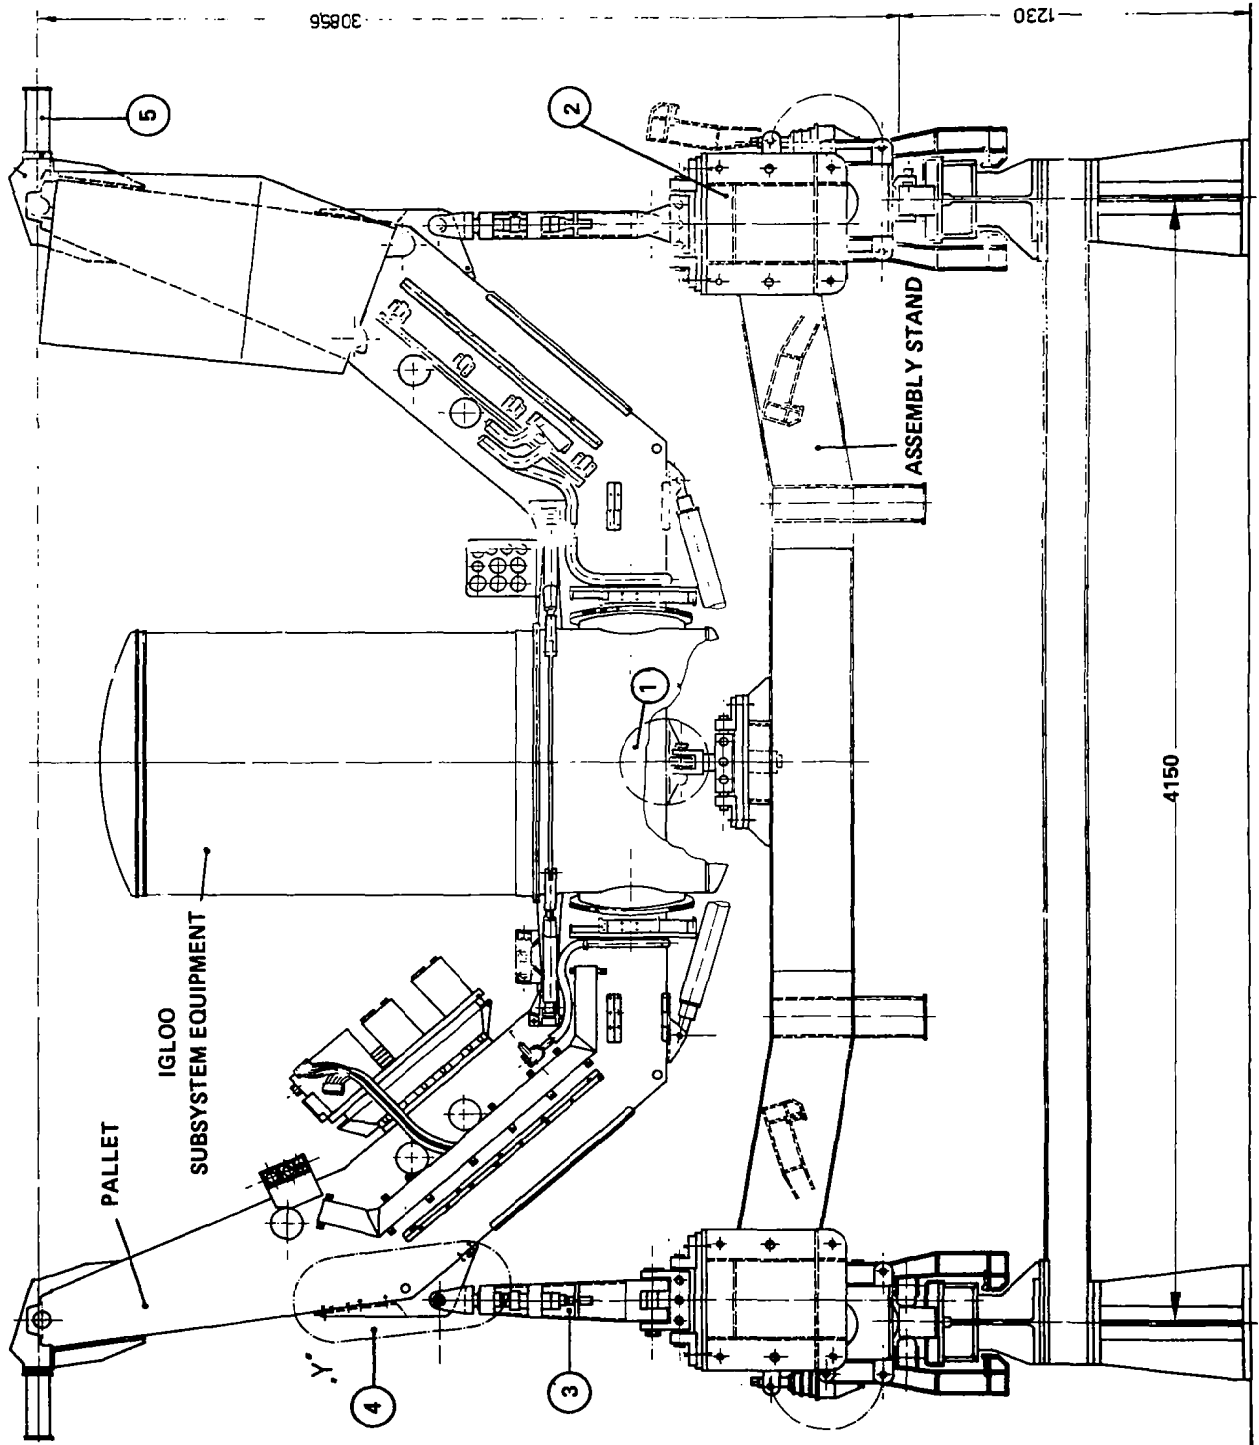 30856
1230
5
2
ASSEMBLY STAND
1
4150
IGLOO
SUBSYSTEM EQUIPMENT
PALLET
„Y"
4
3